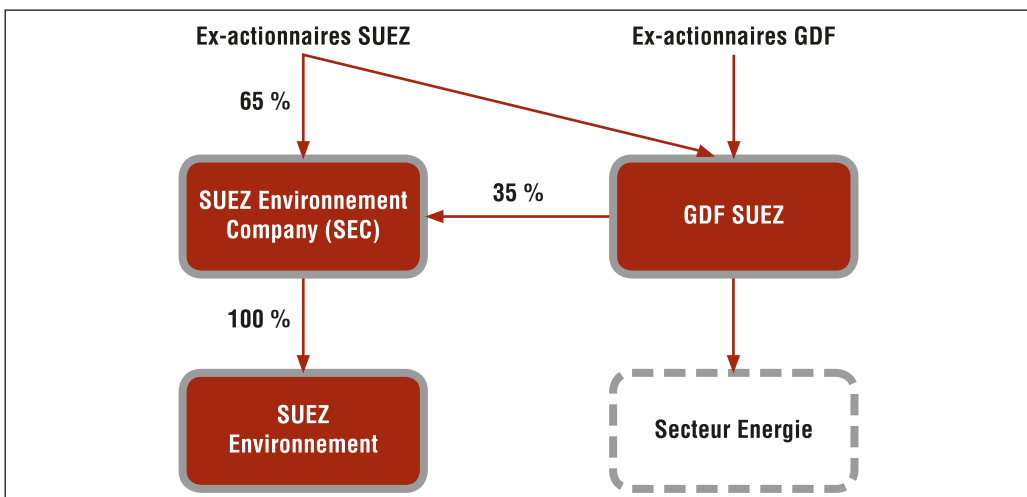 Ex-actionnaires SUEZ
Ex-actionnaires GDF
65 %
SUEZ Environnement
Company (SEC)
35 %
GDF SUEZ
100 %
SUEZ
Environnement
Secteur Energie